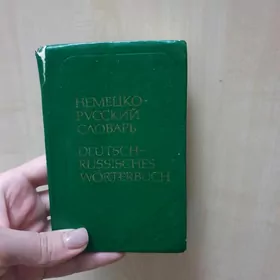 НЕМЕЦКО-
РУССКИЙ
СЛОВАРЬ
DEUTSCH-
RUSSISCHES
WÖRTERBUCH